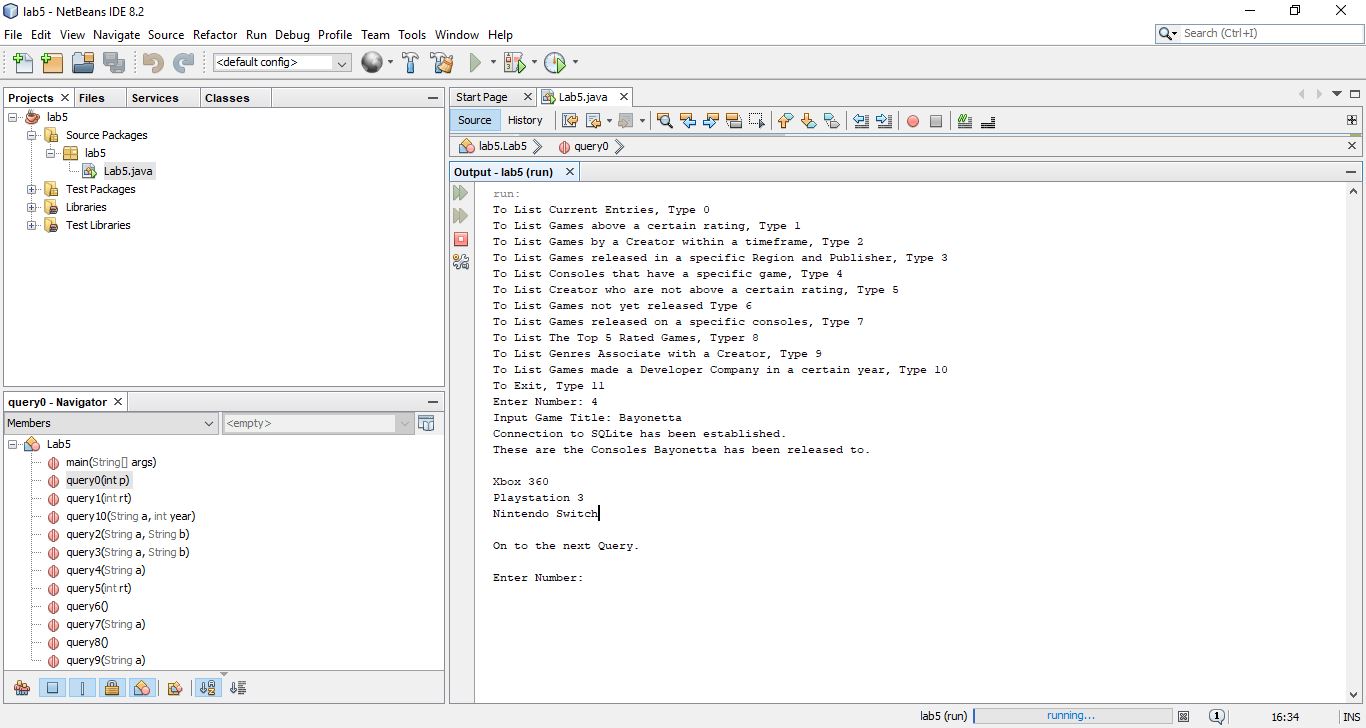 lab5 - NetBeans IDE 8.2
File Edit View Navigate Source Refactor Run Debug Profile Team Tools Window Help
Search (Ctrl+I)
<default config>
Projects Files Services Classes
lab5
Source Packages
lab5
Lab5.java
Test Packages
Libraries
Test Libraries
query0 - Navigator
Members
<empty>
Lab5
main(String[] args)
query0(int p)
query1(int rt)
query10(String a, int year)
query2(String a, String b)
query3(String a, String b)
query4(String a)
query5(int rt)
query6()
query7(String a)
query8()
query9(String a)
Start Page Lab5.java
Source History
lab5.Lab5 query0
Output - lab5 (run)
run:
To List Current Entries, Type 0
To List Games above a certain rating, Type 1
To List Games by a Creator within a timeframe, Type 2
To List Games released in a specific Region and Publisher, Type 3
To List Consoles that have a specific game, Type 4
To List Creator who are not above a certain rating, Type 5
To List Games not yet released Type 6
To List Games released on a specific consoles, Type 7
To List The Top 5 Rated Games, Typer 8
To List Genres Associate with a Creator, Type 9
To List Games made a Developer Company in a certain year, Type 10
To Exit, Type 11
Enter Number: 4
Input Game Title: Bayonetta
Connection to SQLite has been established.
These are the Consoles Bayonetta has been released to.
Xbox 360
Playstation 3
Nintendo Switch
On to the next Query.
Enter Number:
lab5 (run) running... 1 16:34 INS